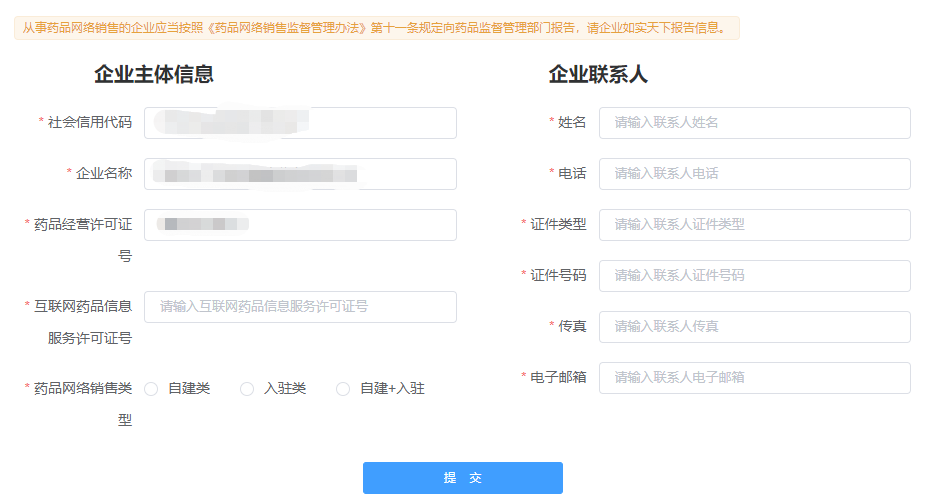 从事药品网络销售的企业应当按照《药品网络销售监督管理办法》第十一条规定向药品监督管理部门报告，请企业如实天下报告信息。
企业主体信息
* 社会信用代码
* 企业名称
* 药品经营许可证
号
* 互联网药品信息
服务许可证号
请输入互联网药品信息服务许可证号
* 药品网络销售类
型
自建类
入驻类
自建+入驻
企业联系人
* 姓名
请输入联系人姓名
* 电话
请输入联系人电话
* 证件类型
请输入联系人证件类型
* 证件号码
请输入联系人证件号码
* 传真
请输入联系人传真
* 电子邮箱
请输入联系人电子邮箱
提 交